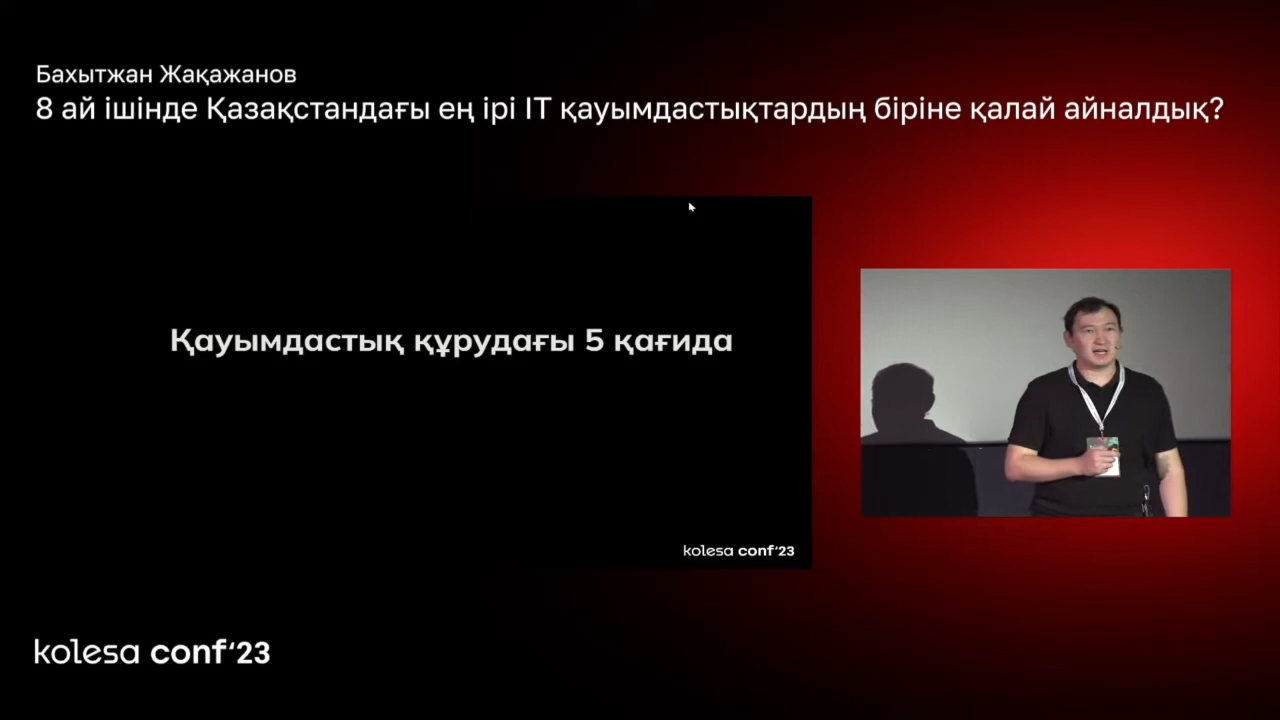 Бахытжан Жақажанов
8 ай ішінде Қазақстандағы ең ірі IT қауымдастықтардың біріне қалай айналдық?
Қауымдастық құрудағы 5 қағида
kolesa conf'23
kolesa conf'23